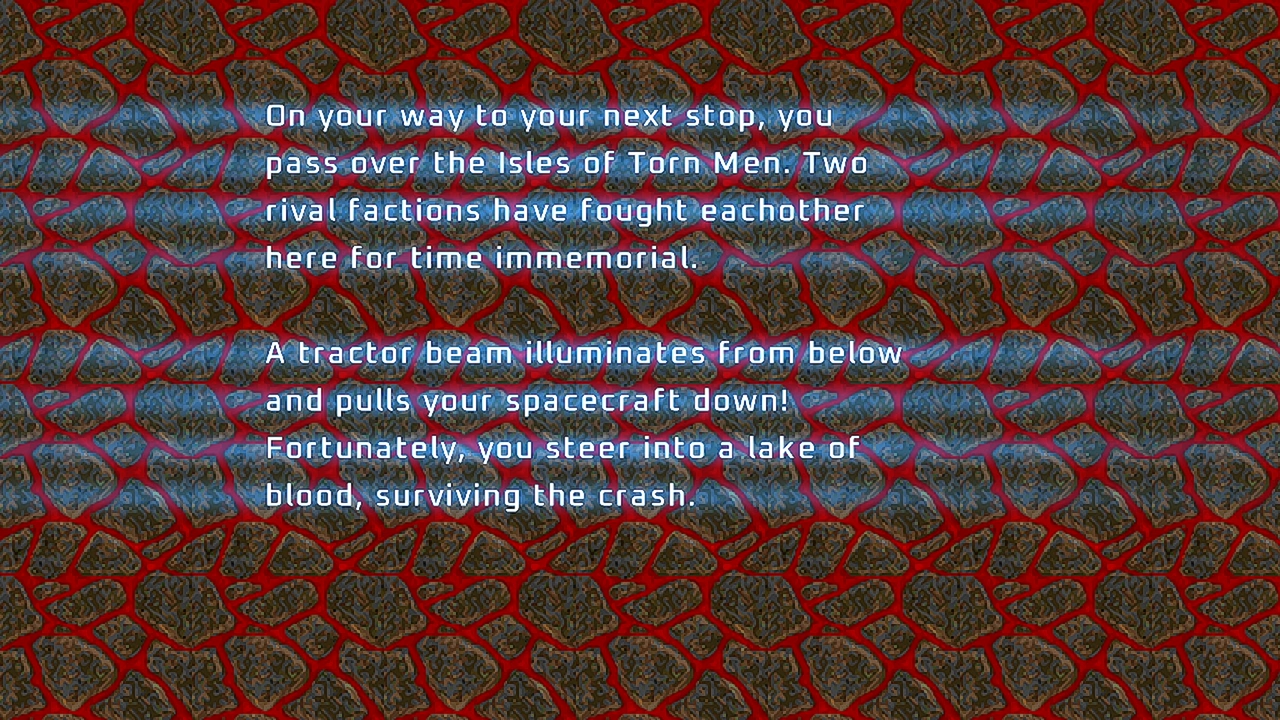 On your way to your next stop, you
pass over the Isles of Torn Men. Two
rival factions have fought eachother
here for time immemorial.
A tractor beam illuminates from below
and pulls your spacecraft down!
Fortunately, you steer into a lake of
blood, surviving the crash.